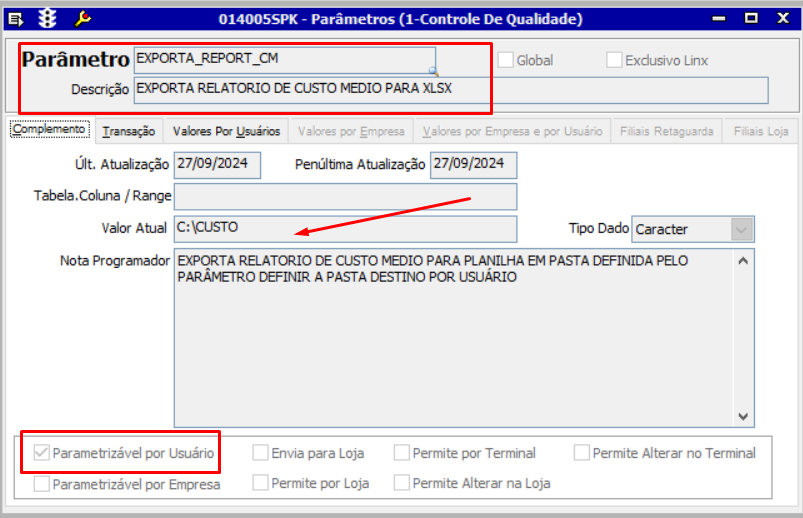 014005SPK - Parâmetros (1-Controle De Qualidade)
Parâmetro EXPORTA_REPORT_CM Global Exclusivo Linx
Descrição EXPORTA RELATORIO DE CUSTO MEDIO PARA XLSX
Complemento Transação Valores Por Usuários Valores por Empresa Valores por Empresa e por Usuário Filiais Retaguarda Filiais Loja
Últ. Atualização 27/09/2024 Penúltima Atualização 27/09/2024
Tabela.Coluna / Range
Valor Atual C:\CUSTO Tipo Dado Caracter
Nota Programador EXPORTA RELATORIO DE CUSTO MEDIO PARA PLANILHA EM PASTA DEFINIDA PELO
PARÂMETRO DEFINIR A PASTA DESTINO POR USUÁRIO
Parametrizável por Usuário Envia para Loja Permite por Terminal Permite Alterar no Terminal
Parametrizável por Empresa Permite por Loja Permite Alterar na Loja